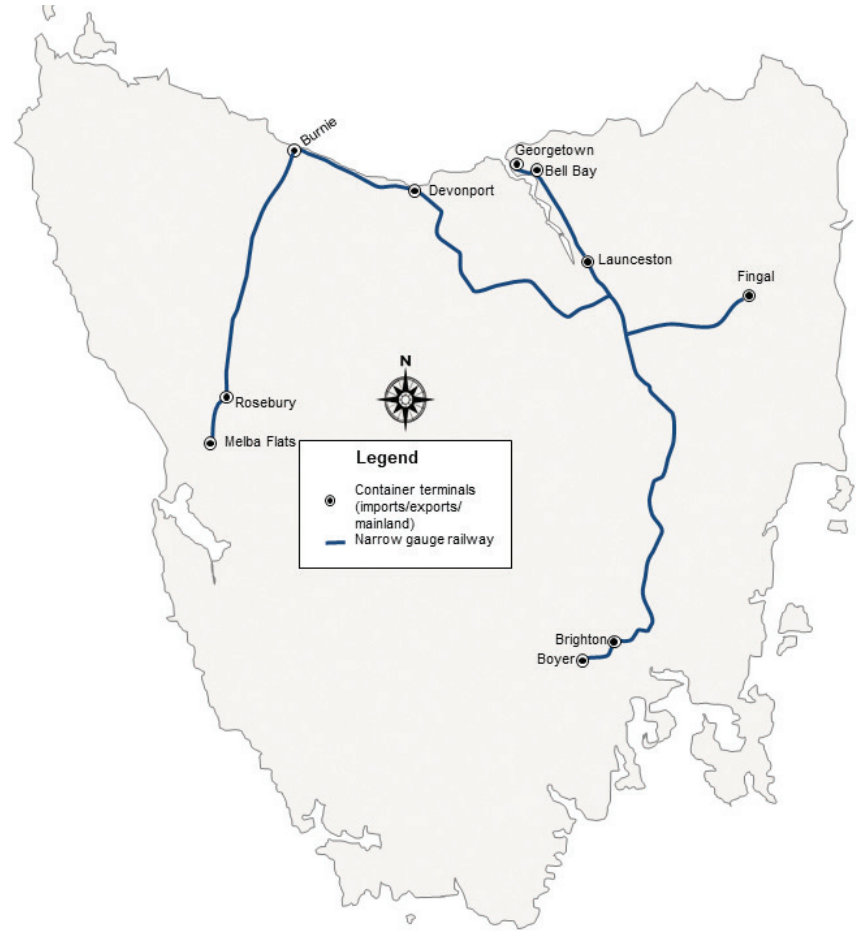 Burnie
Georgetown
Bell Bay
Devonport
Launceston
Fingal
N
Rosebury
Melba Flats
Legend
Container terminals
(imports/exports/
mainland)
Narrow gauge railway
Brighton
Boyer